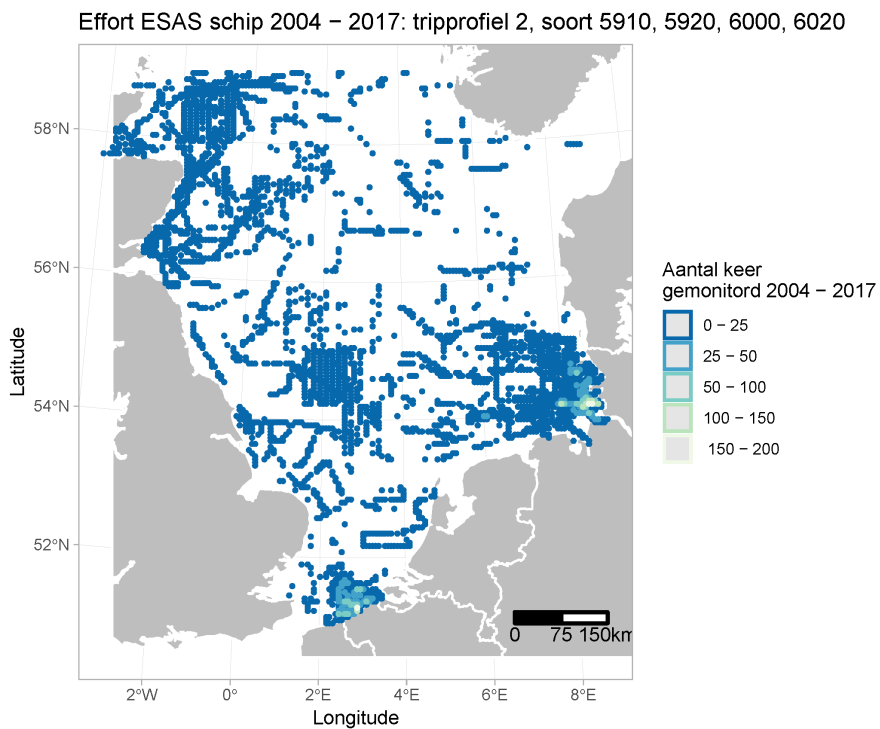 Effort ESAS schip 2004 − 2017: tripprofiel 2, soort 5910, 5920, 6000, 6020
58°N
56°N
54°N
52°N
Latitude
2°W
0°
2°E
4°E
6°E
8°E
Longitude
0
75
150km
Aantal keer
gemonitord 2004 − 2017
0 − 25
25 − 50
50 − 100
100 − 150
150 − 200